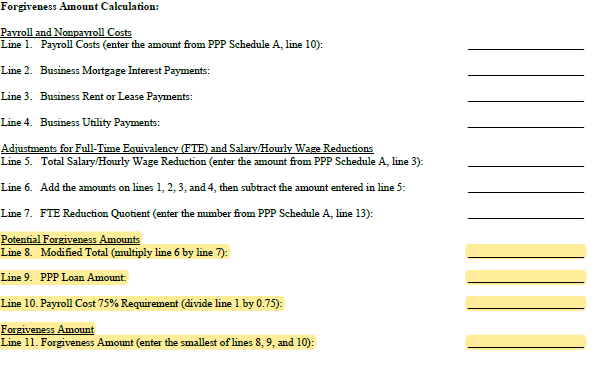 Forgiveness Amount Calculation:
Payroll and Nonpayroll Costs
Line 1. Payroll Costs (enter the amount from PPP Schedule A, line 10):
Line 2. Business Mortgage Interest Payments:
Line 3. Business Rent or Lease Payments:
Line 4. Business Utility Payments:
Adjustments for Full-Time Equivalency (FTE) and Salary/Hourly Wage Reductions
Line 5. Total Salary/Hourly Wage Reduction (enter the amount from PPP Schedule A, line 3):
Line 6. Add the amounts on lines 1, 2, 3, and 4, then subtract the amount entered in line 5:
Line 7. FTE Reduction Quotient (enter the number from PPP Schedule A, line 13):
Potential Forgiveness Amounts
Line 8. Modified Total (multiply line 6 by line 7):
Line 9. PPP Loan Amount:
Line 10. Payroll Cost 75% Requirement (divide line 1 by 0.75):
Forgiveness Amount
Line 11. Forgiveness Amount (enter the smallest of lines 8, 9, and 10):